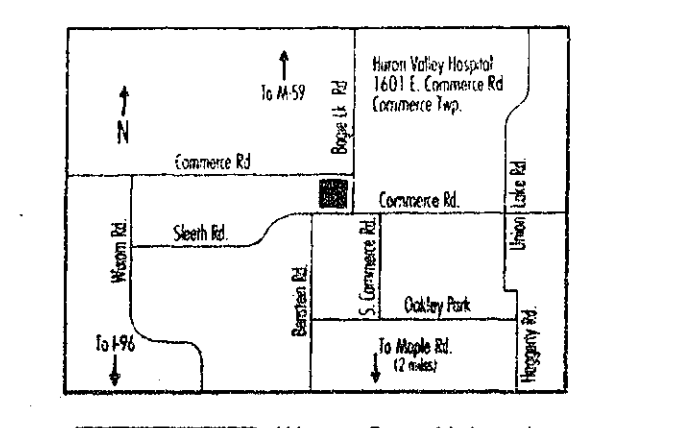 Huron Valley Hospital
1601 E. Commerce Rd
Commerce Twp.
To M-59
N
Bogie Lk Rd
Commerce Rd
Commerce Rd.
Union Lake Rd.
Sleeth Rd.
Wixom Rd.
S. Commerce Rd.
Benstein Rd.
Oakley Park
Haggerty Rd.
To I-96
To Maple Rd.
(2 miles)